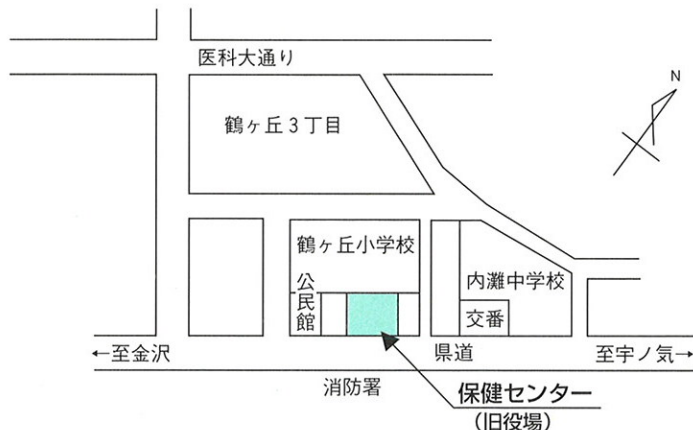 医科大通り
N
鶴ヶ丘3丁目
鶴ヶ丘小学校
公民館
内灘中学校
交番
←至金沢
県道
至宇ノ気→
消防署
保健センター
(旧役場)